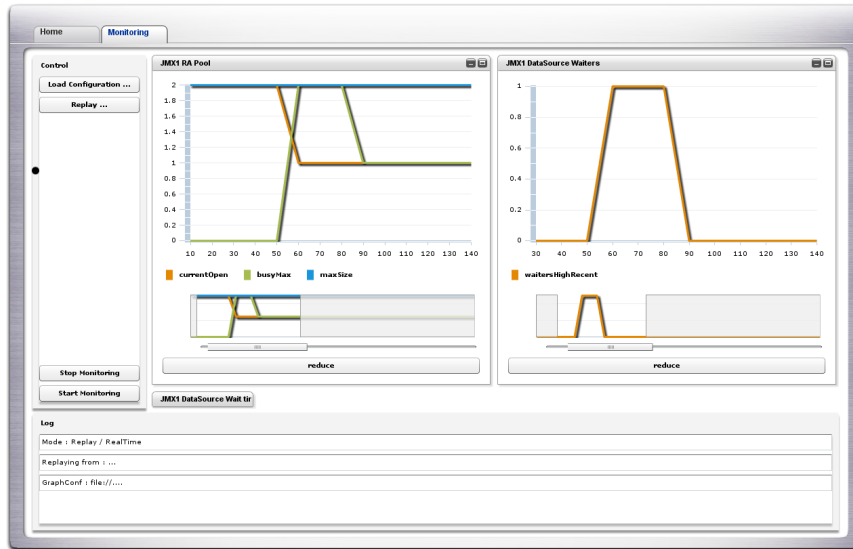 Home
Monitoring
Control
Load Configuration ...
Replay ...
Stop Monitoring
Start Monitoring
JMX1 RA Pool
2
1.8
1.6
1.4
1.2
1
0.8
0.6
0.4
0.2
0
10 20 30 40 50 60 70 80 90 100 110 120 130 140
currentOpen busyMax maxSize
reduce
JMX1 DataSource Waiters
1
0.8
0.6
0.4
0.2
0
30 40 50 60 70 80 90 100 110 120 130 140
waitersHighRecent
reduce
JMX1 DataSource Wait tir
Log
Mode : Replay / RealTime
Replaying from : ...
GraphConf : file://....